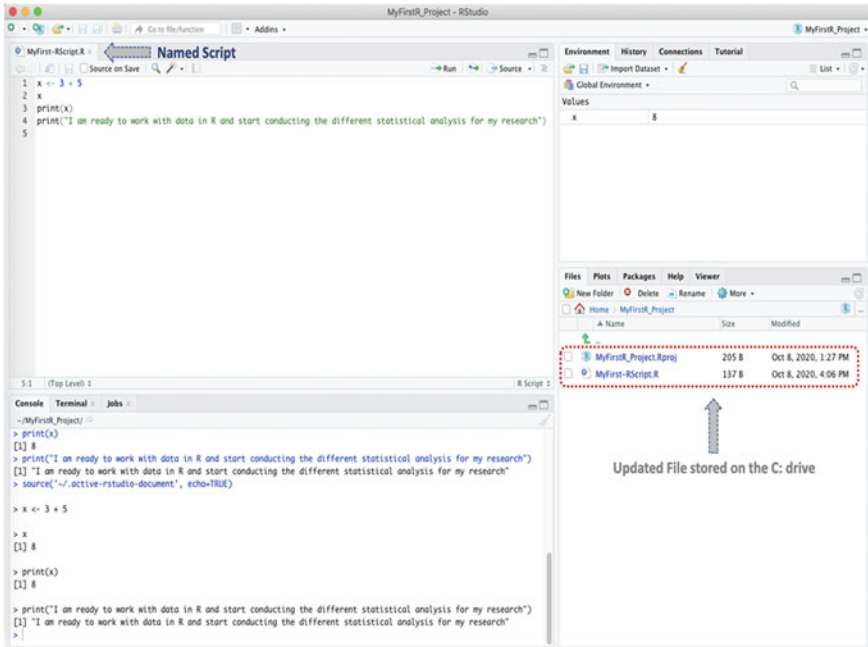 MyFirstR_Project - RStudio
Go to file/function
Addins
MyFirstR_Project
MyFirst-RScript.R
Named Script
Source on Save
Run
Source
1 x <- 3 + 5
2 x
3 print(x)
4 print("I am ready to work with data in R and start conducting the different statistical analysis for my research")
5
5:1 (Top Level) R Script
Console Terminal Jobs
~/MyFirstR_Project/
> print(x)
[1] 8
> print("I am ready to work with data in R and start conducting the different statistical analysis for my research")
[1] "I am ready to work with data in R and start conducting the different statistical analysis for my research"
> source('~/.active-rstudio-document', echo=TRUE)
> x <- 3 + 5
> x
[1] 8
> print(x)
[1] 8
> print("I am ready to work with data in R and start conducting the different statistical analysis for my research")
[1] "I am ready to work with data in R and start conducting the different statistical analysis for my research"
>
Environment History Connections Tutorial
Import Dataset List
Global Environment
Values
x 8
Files Plots Packages Help Viewer
New Folder Delete Rename More
Home MyFirstR_Project
Name Size Modified
..
MyFirstR_Project.Rproj 205 B Oct 8, 2020, 1:27 PM
MyFirst-RScript.R 137 B Oct 8, 2020, 4:06 PM
Updated File stored on the C: drive